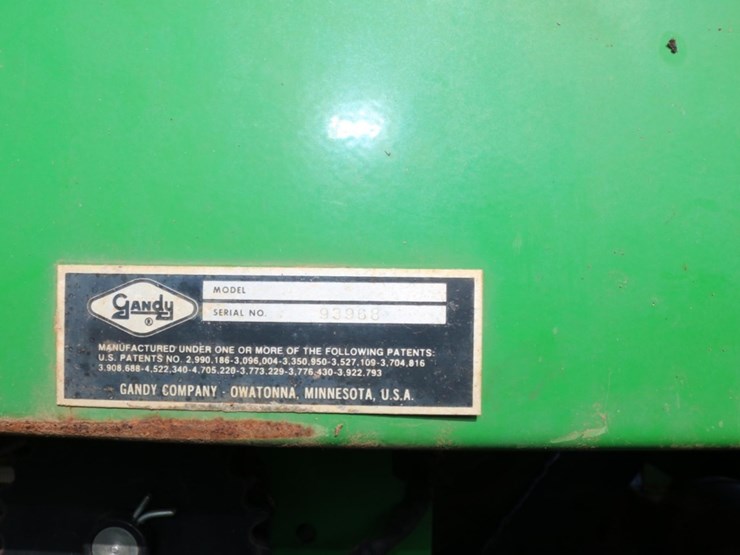 Gandy
®
MODEL
SERIAL NO. 93968
MANUFACTURED UNDER ONE OR MORE OF THE FOLLOWING PATENTS:
U.S. PATENTS NO. 2,990,186-3,096,004-3,350,950-3,527,109-3,704,816
3,908,688-4,522,340-4,705,220-3,773,229-3,776,430-3,922,793
GANDY COMPANY · OWATONNA, MINNESOTA, U.S.A.